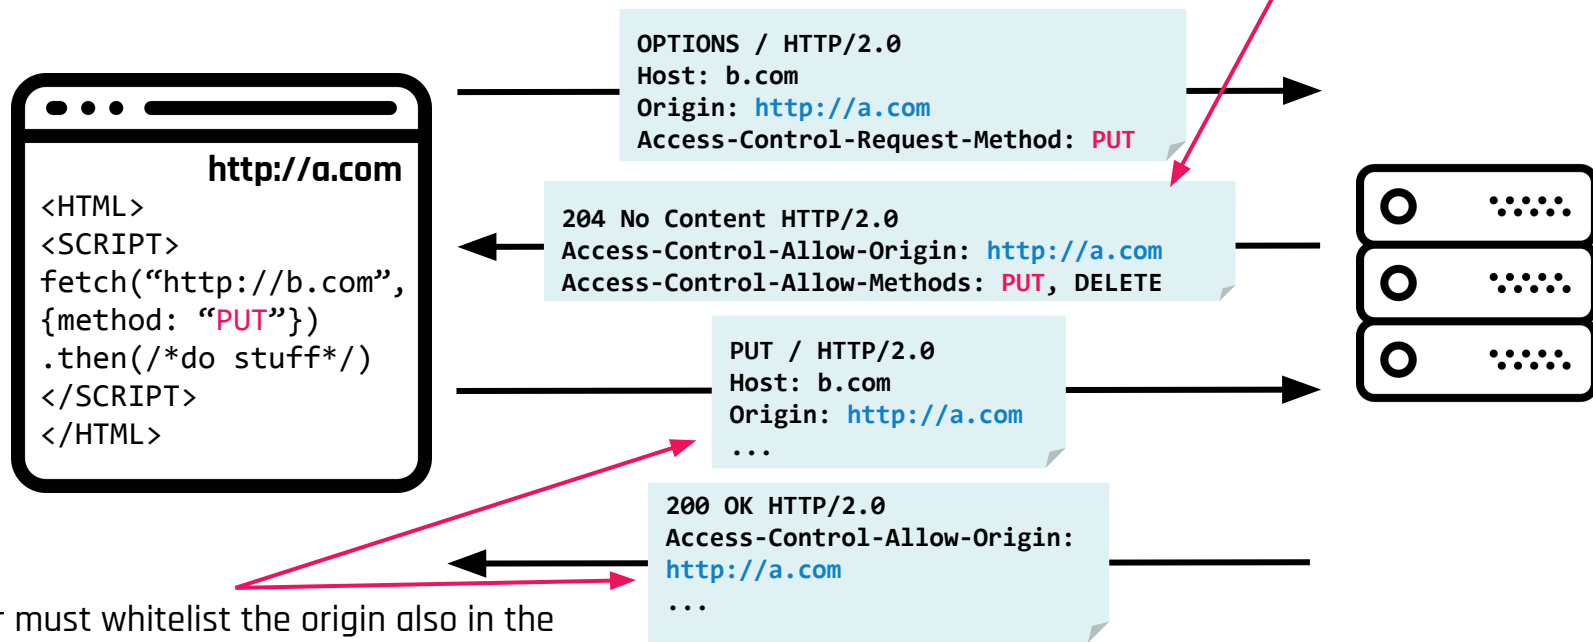 OPTIONS / HTTP/2.0
Host: b.com
Origin: http://a.com
Access-Control-Request-Method: PUT
http://a.com
<HTML>
<SCRIPT>
fetch(“http://b.com”,
{method: “PUT”})
.then(/*do stuff*/)
</SCRIPT>
</HTML>
204 No Content HTTP/2.0
Access-Control-Allow-Origin: http://a.com
Access-Control-Allow-Methods: PUT, DELETE
PUT / HTTP/2.0
Host: b.com
Origin: http://a.com
...
200 OK HTTP/2.0
Access-Control-Allow-Origin:
http://a.com
...
r must whitelist the origin also in the